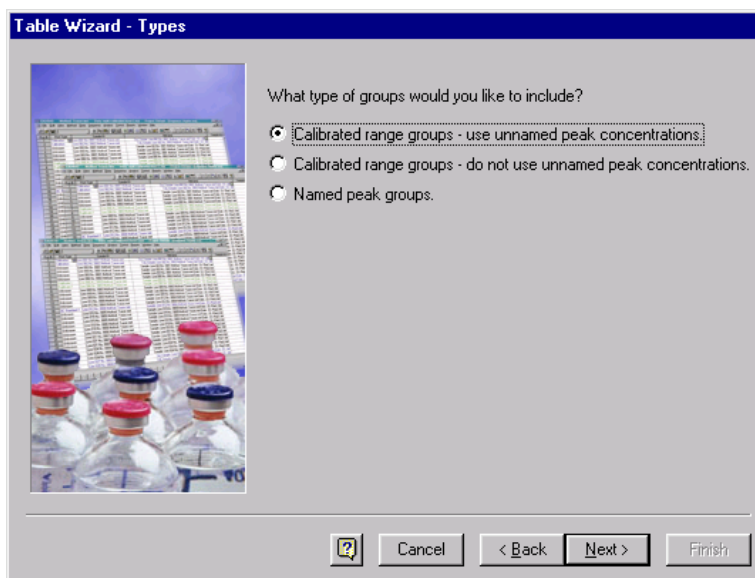 Table Wizard - Types
What type of groups would you like to include?
Calibrated range groups - use unnamed peak concentrations.
Calibrated range groups - do not use unnamed peak concentrations.
Named peak groups.
Cancel
< Back
Next >
Finish